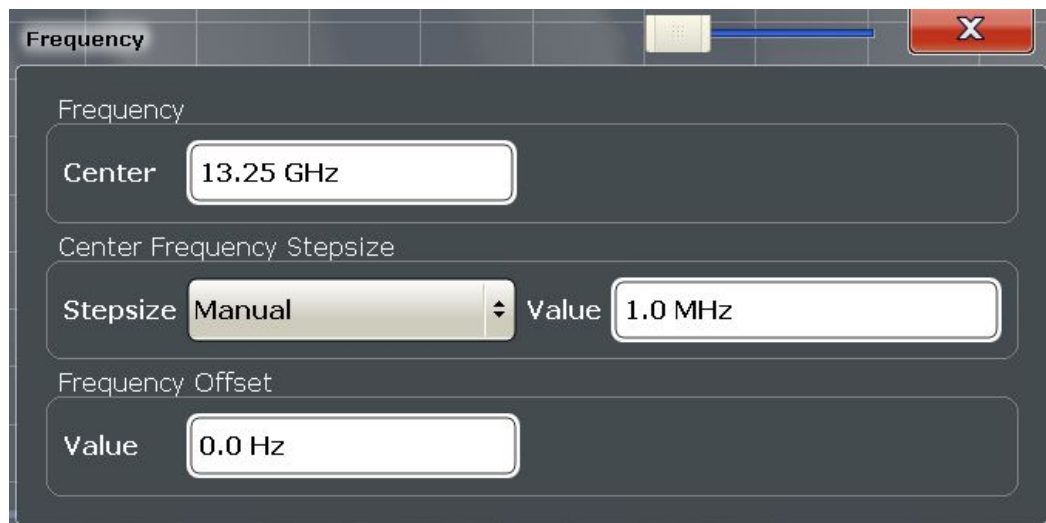 Frequency
X
Frequency
Center 13.25 GHz
Center Frequency Stepsize
Stepsize Manual Value 1.0 MHz
Frequency Offset
Value 0.0 Hz